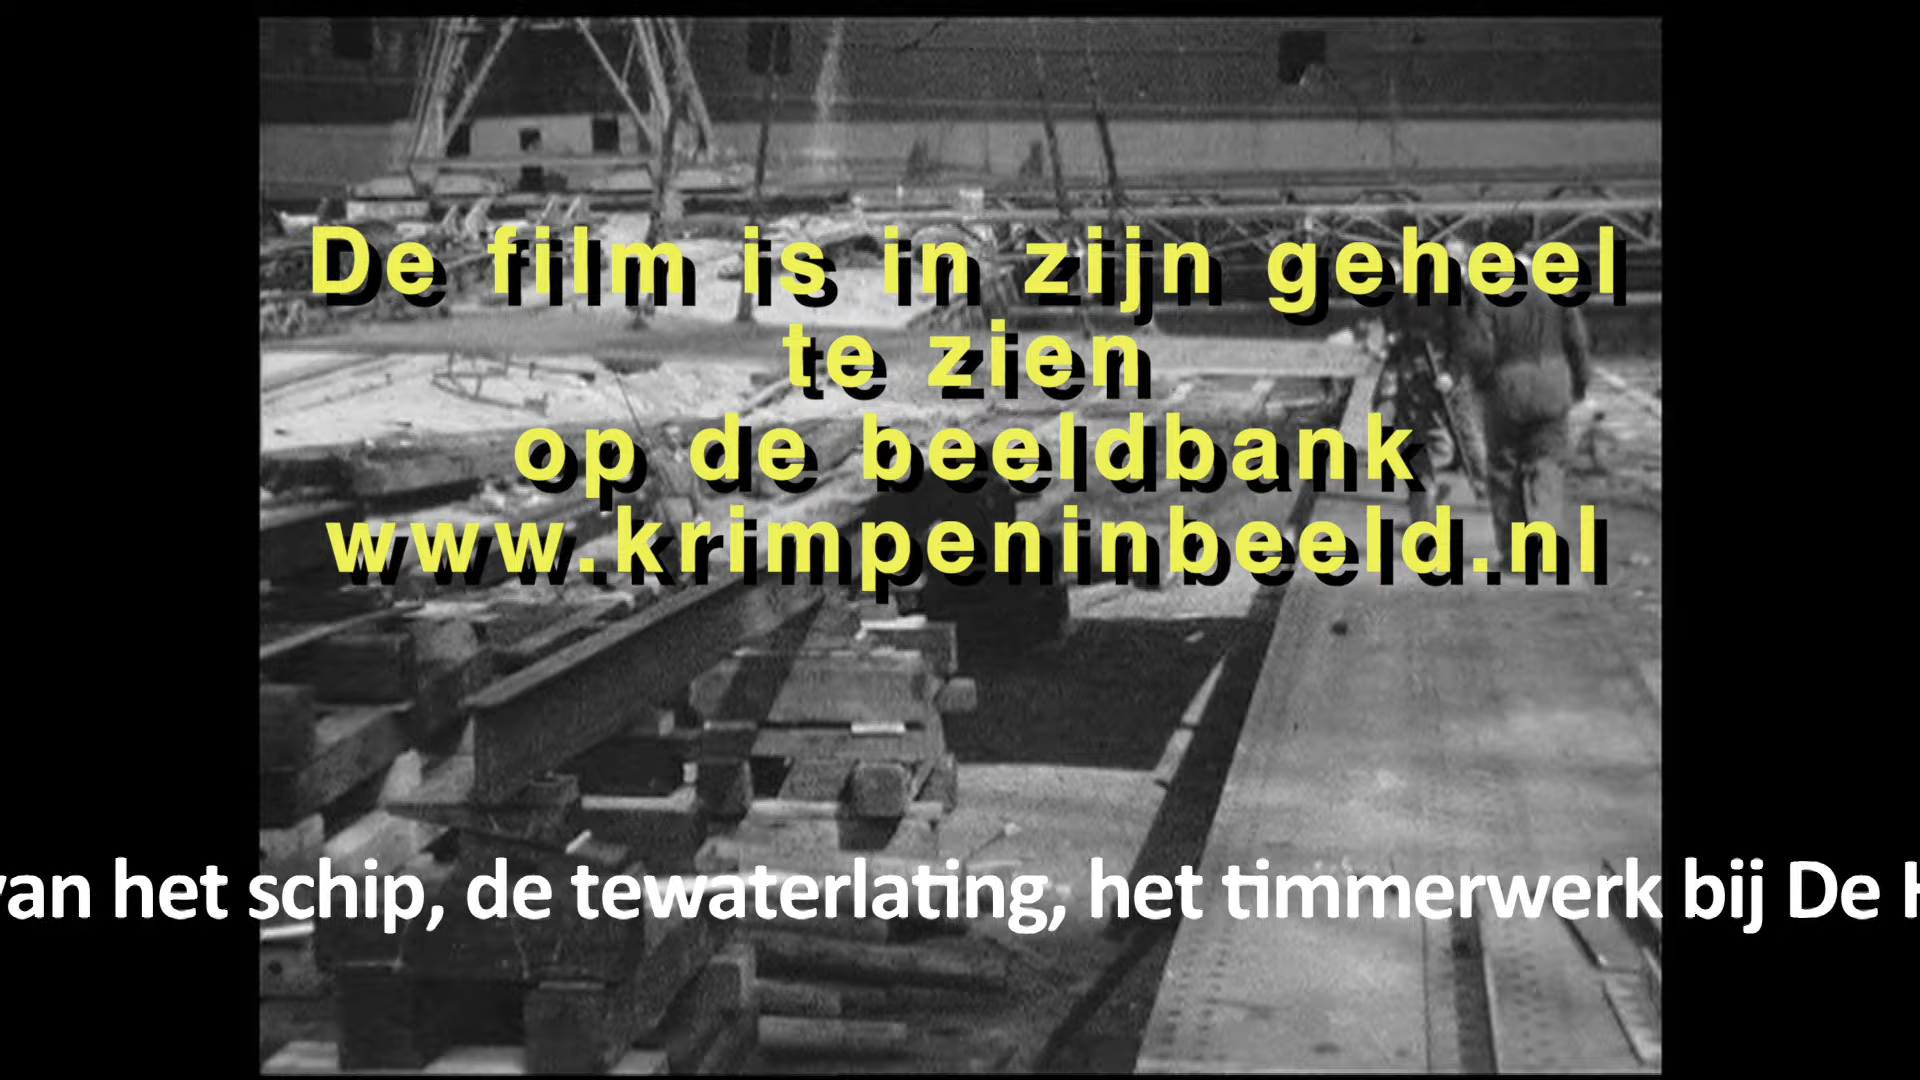 De film is in zijn geheel
te zien
op de beeldbank
www.krimpeninbeeld.nl
van het schip, de tewaterlating, het timmerwerk bij De